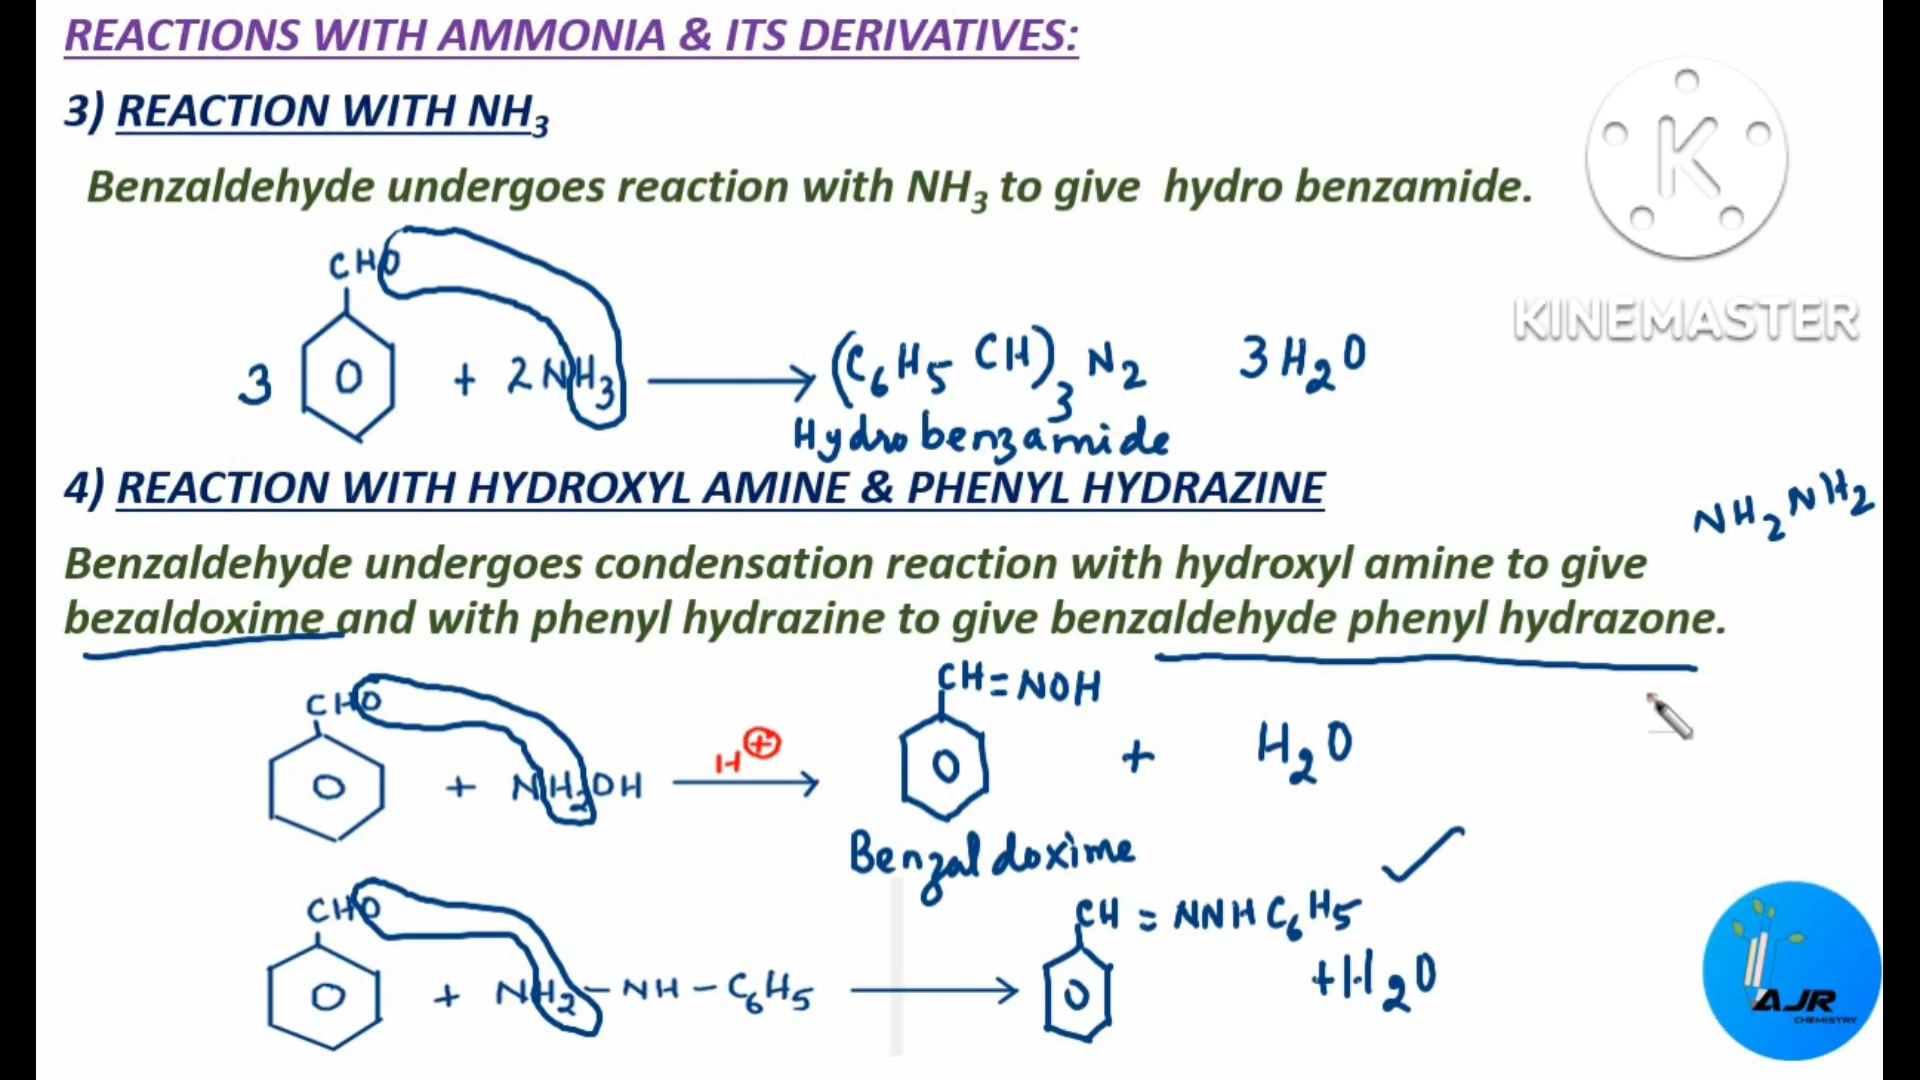 REACTIONS WITH AMMONIA & ITS DERIVATIVES:
3) REACTION WITH NH3
Benzaldehyde undergoes reaction with NH3 to give hydro benzamide.
K
KINEMASTER
CHO
3 + 2NH3 (C6H5 CH)3 N2 3H2O
Hydrobenzamide
4) REACTION WITH HYDROXYL AMINE & PHENYL HYDRAZINE
NH2NH2
Benzaldehyde undergoes condensation reaction with hydroxyl amine to give
bezaldoxime and with phenyl hydrazine to give benzaldehyde phenyl hydrazone.
CHO CH=NOH
+ NH2OH H+ + H2O
Benzaldoxime
CHO CH=NNHC6H5
+ NH2-NH-C6H5 +H2O
AJR
CHEMISTRY